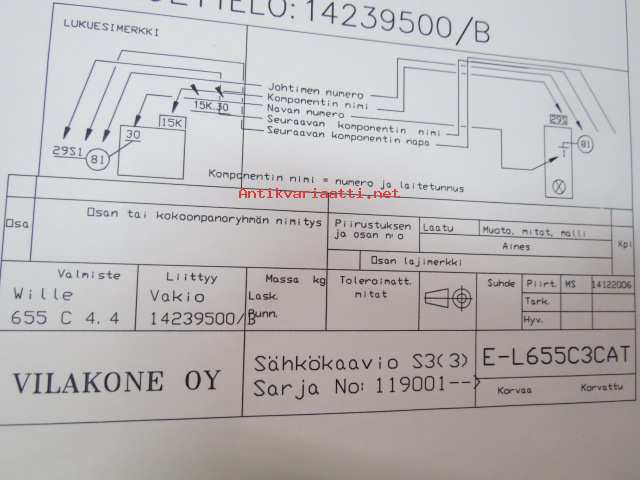 LUETTELO: 14239500/B
LUKUESIMERKKI
Johtimen numero
Komponentin nimi
Navan numero
Seuraavan komponentin nimi
Seuraavan komponentin napa
15K.30
15K
30
29S1
81
29S
1
81
Komponentin nimi = numero ja laitetunnus
Antikvariaatti.net
Osa
Osan tai kokoonpanoryhmän nimitys
Piirustuksen ja osan n:o
Laatu
Muoto, mitat, malli
Aines
Kpl
Osan lajimerkki
Valmiste
Wille
655 C 4.4
Liittyy
Vakio
14239500/B
Massa kg
Lask.
Punn.
Toleroimatt. mitat
Suhde
Piirt. MS 14122006
Tark.
Hyv.
VILAKONE OY
Sähkökaavio S3(3)
Sarja No: 119001-->
E-L655C3CAT
Korvaa
Korvattu